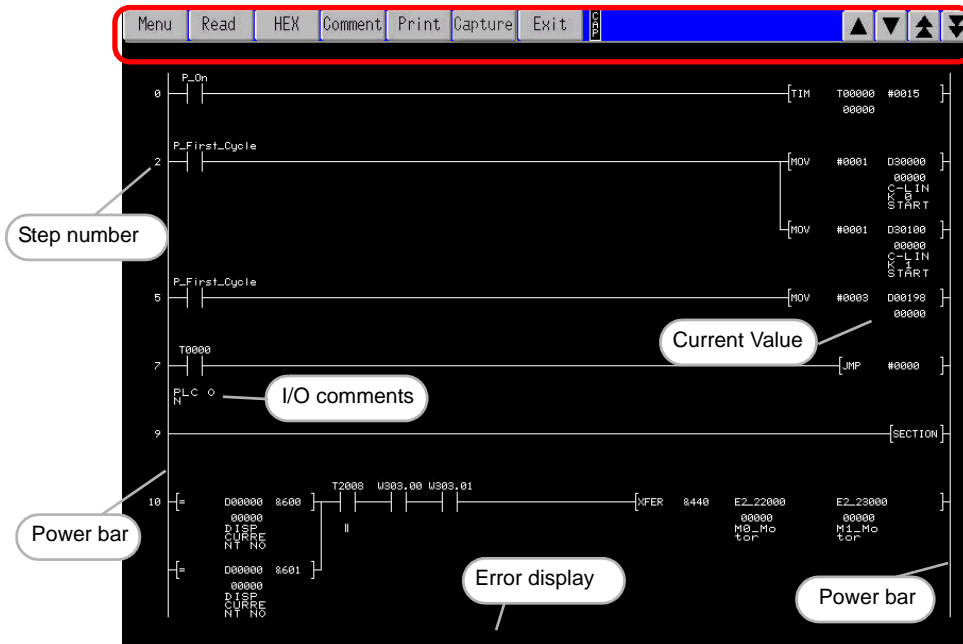 Menu Read HEX Comment Print Capture Exit CAP
P_On
0 [TIM T00000 #0015 ]
00000
P_First_Cycle
2 [MOV #0001 D30000 ]
00000
C-LIN
K 0
START
Step number
[MOV #0001 D30100 ]
00000
C-LIN
K 1
START
P_First_Cycle
5 [MOV #0003 D00198 ]
00000
Current Value
T0000
7 [JMP #0000 ]
PLC O
N
I/O comments
9 [SECTION]
T2008 W303.00 W303.01
10 [= D00000 &600 ] [XFER &440 E2_22000 E2_23000 ]
00000 00000 00000
DISP M0_Mo M1_Mo
CURRE tor tor
NT NO
Power bar
[= D00000 &601 ]
00000
DISP
CURRE
NT NO
Error display
Power bar